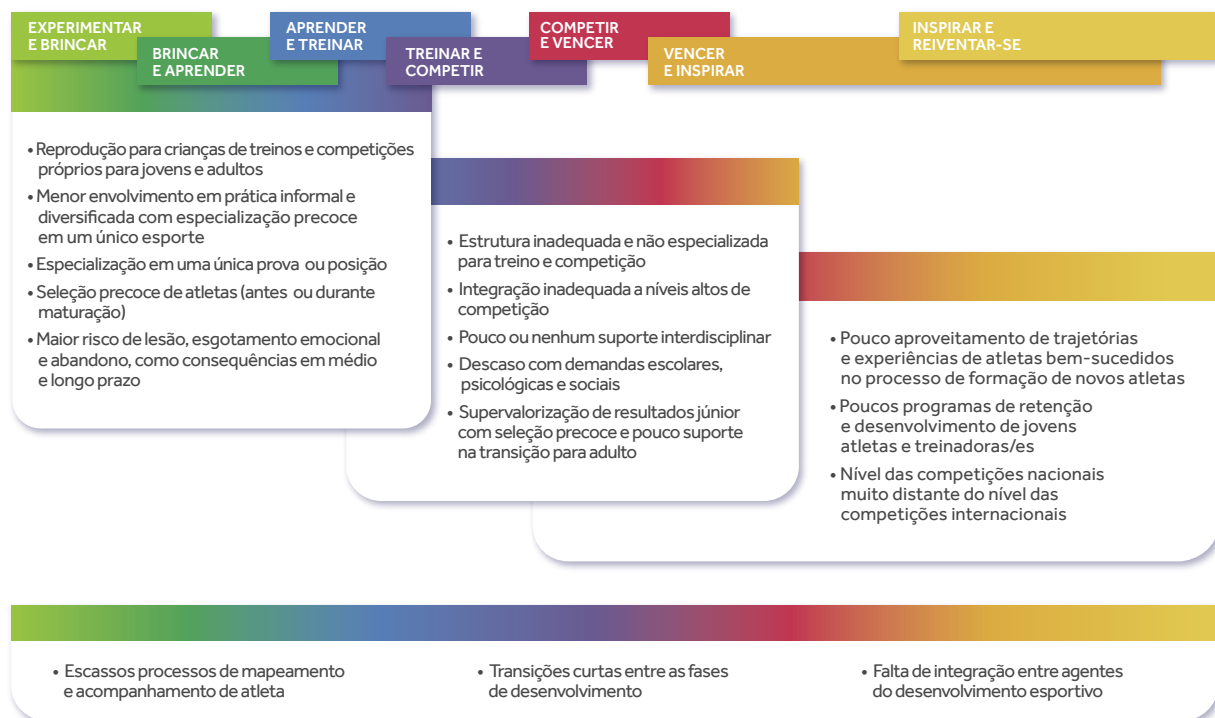 EXPERIMENTAR
E BRINCAR
BRINCAR
E APRENDER
APRENDER
E TREINAR
TREINAR E
COMPETIR
COMPETIR
E VENCER
VENCER
E INSPIRAR
INSPIRAR E
REIVENTAR-SE
• Reprodução para crianças de treinos e competições
próprios para jovens e adultos
• Menor envolvimento em prática informal e
diversificada com especialização precoce
em um único esporte
• Especialização em uma única prova ou posição
• Seleção precoce de atletas (antes ou durante
maturação)
• Maior risco de lesão, esgotamento emocional
e abandono, como consequências em médio
e longo prazo
• Estrutura inadequada e não especializada
para treino e competição
• Integração inadequada a níveis altos de
competição
• Pouco ou nenhum suporte interdisciplinar
• Descaso com demandas escolares,
psicológicas e sociais
• Supervalorização de resultados júnior
com seleção precoce e pouco suporte
na transição para adulto
• Pouco aproveitamento de trajetórias
e experiências de atletas bem-sucedidos
no processo de formação de novos atletas
• Poucos programas de retenção
e desenvolvimento de jovens
atletas e treinadoras/es
• Nível das competições nacionais
muito distante do nível das
competições internacionais
• Escassos processos de mapeamento
e acompanhamento de atleta
• Transições curtas entre as fases
de desenvolvimento
• Falta de integração entre agentes
do desenvolvimento esportivo